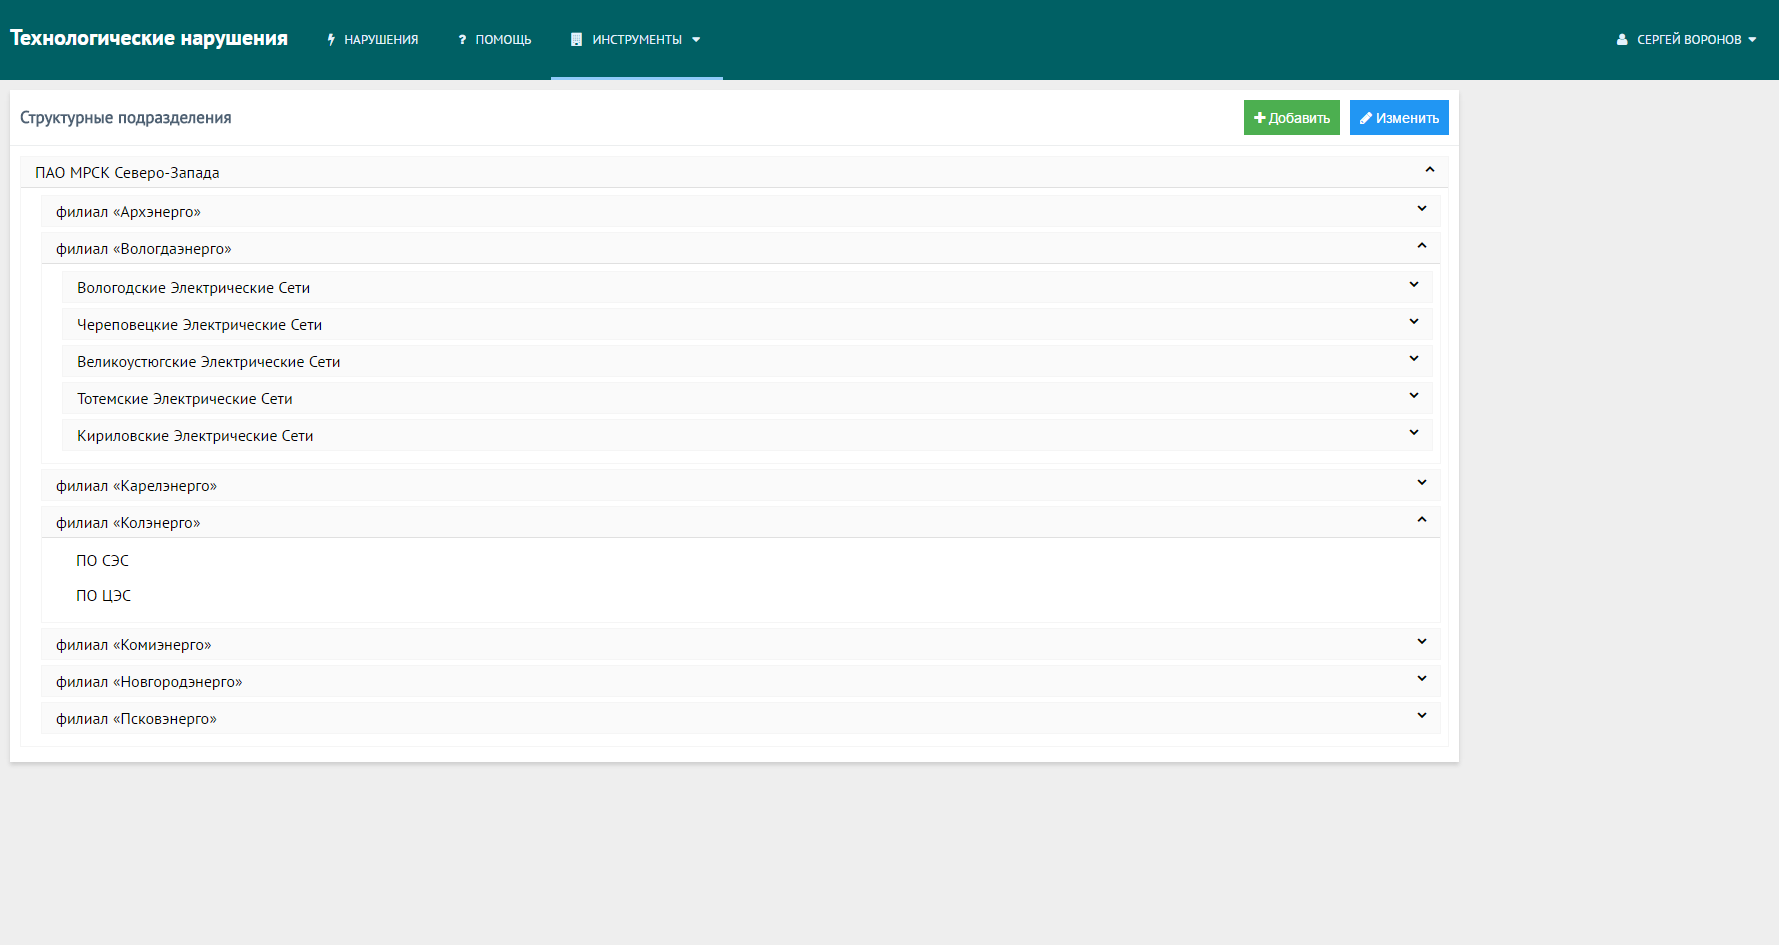 Технологические нарушения
НАРУШЕНИЯ
? ПОМОЩЬ
ИНСТРУМЕНТЫ
СЕРГЕЙ ВОРОНОВ
Структурные подразделения
Добавить
Изменить
ПАО МРСК Северо-Запада
филиал «Архэнерго»
филиал «Вологдаэнерго»
Вологодские Электрические Сети
Череповецкие Электрические Сети
Великоустюгские Электрические Сети
Тотемские Электрические Сети
Кириловские Электрические Сети
филиал «Карелэнерго»
филиал «Колэнерго»
ПО СЭС
ПО ЦЭС
филиал «Комиэнерго»
филиал «Новгородэнерго»
филиал «Псковэнерго»